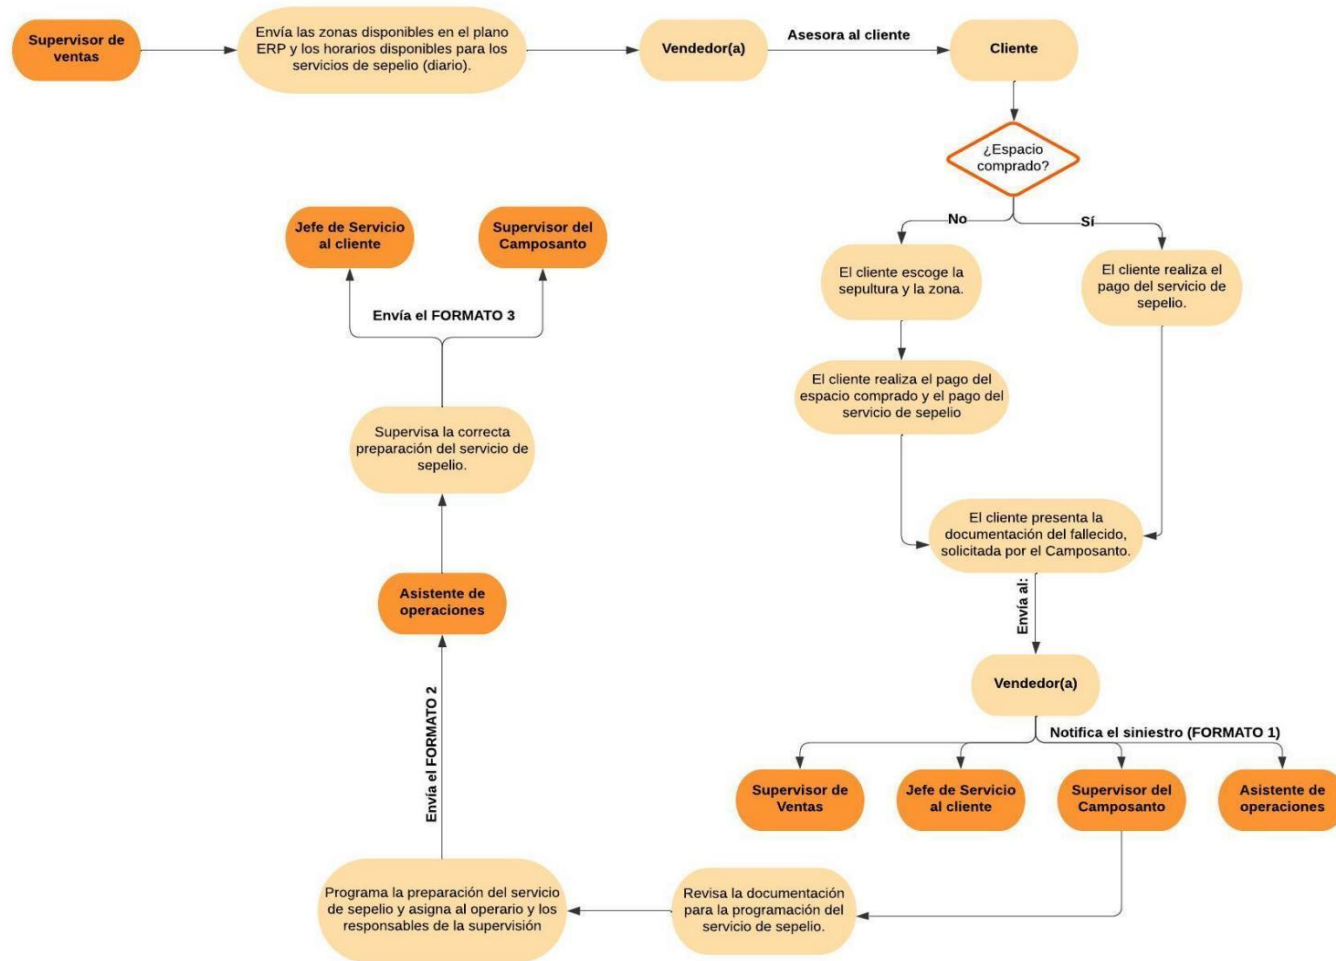 Supervisor de
ventas
Envía las zonas disponibles en el plano
ERP y los horarios disponibles para los
servicios de sepelio (diario).
Vendedor(a)
Asesora al cliente
Cliente
¿Espacio
comprado?
No
Sí
El cliente escoge la
sepultura y la zona.
El cliente realiza el
pago del servicio de
sepelio.
El cliente realiza el pago del
espacio comprado y el pago del
servicio de sepelio
El cliente presenta la
documentación del fallecido,
solicitada por el Camposanto.
Envía al:
Vendedor(a)
Notifica el siniestro (FORMATO 1)
Supervisor de
Ventas
Jefe de Servicio
al cliente
Supervisor del
Camposanto
Asistente de
operaciones
Revisa la documentación
para la programación del
servicio de sepelio.
Programa la preparación del servicio
de sepelio y asigna al operario y los
responsables de la supervisión
Envía el FORMATO 2
Asistente de
operaciones
Supervisa la correcta
preparación del servicio de
sepelio.
Envía el FORMATO 3
Jefe de Servicio
al cliente
Supervisor del
Camposanto